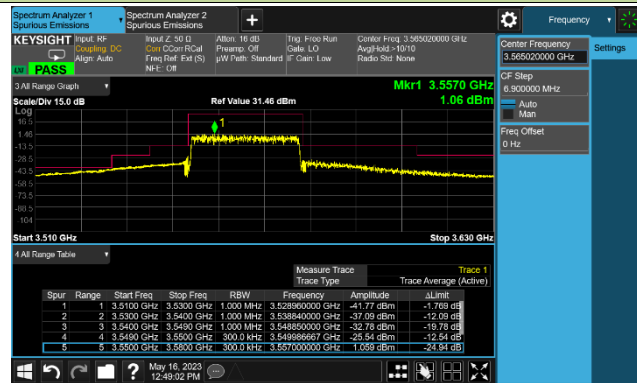 Spectrum Analyzer 1
Spurious Emissions
Spectrum Analyzer 2
Spurious Emissions
+
Frequency
KEYSIGHT
Input: RF
Coupling: DC
Align: Auto
Input Z: 50 Ω
Corr CCorr RCal
Freq Ref: Ext (S)
NFE: Off
Atten: 16 dB
Preamp: Off
µW Path: Standard
Trig: Free Run
Gate: LO
IF Gain: Low
Center Freq: 3.565020000 GHz
Avg|Hold:>10/10
Radio Std: None
LM PASS
Center Frequency
3.565020000 GHz
Settings
CF Step
6.900000 MHz
Auto
Man
Freq Offset
0 Hz
3 All Range Graph
Mkr1 3.5570 GHz
Scale/Div 15.0 dB
Ref Value 31.46 dBm
1.06 dBm
Log
16.5
1
1.46
-13.5
-28.5
-43.5
-58.5
-73.5
-88.5
-104
Start 3.510 GHz
Stop 3.630 GHz
4 All Range Table
Measure Trace Trace 1
Trace Type Trace Average (Active)
Spur Range Start Freq Stop Freq RBW Frequency Amplitude ΔLimit
1 1 3.5100 GHz 3.5300 GHz 1.000 MHz 3.528960000 GHz -41.77 dBm -1.769 dB
2 2 3.5300 GHz 3.5400 GHz 1.000 MHz 3.538840000 GHz -37.09 dBm -12.09 dB
3 3 3.5400 GHz 3.5490 GHz 1.000 MHz 3.548850000 GHz -32.78 dBm -19.78 dB
4 4 3.5490 GHz 3.5500 GHz 300.0 kHz 3.549986667 GHz -25.54 dBm -12.54 dB
5 5 3.5500 GHz 3.5800 GHz 300.0 kHz 3.557000000 GHz 1.059 dBm -24.94 dB
?
May 16, 2023
12:49:02 PM